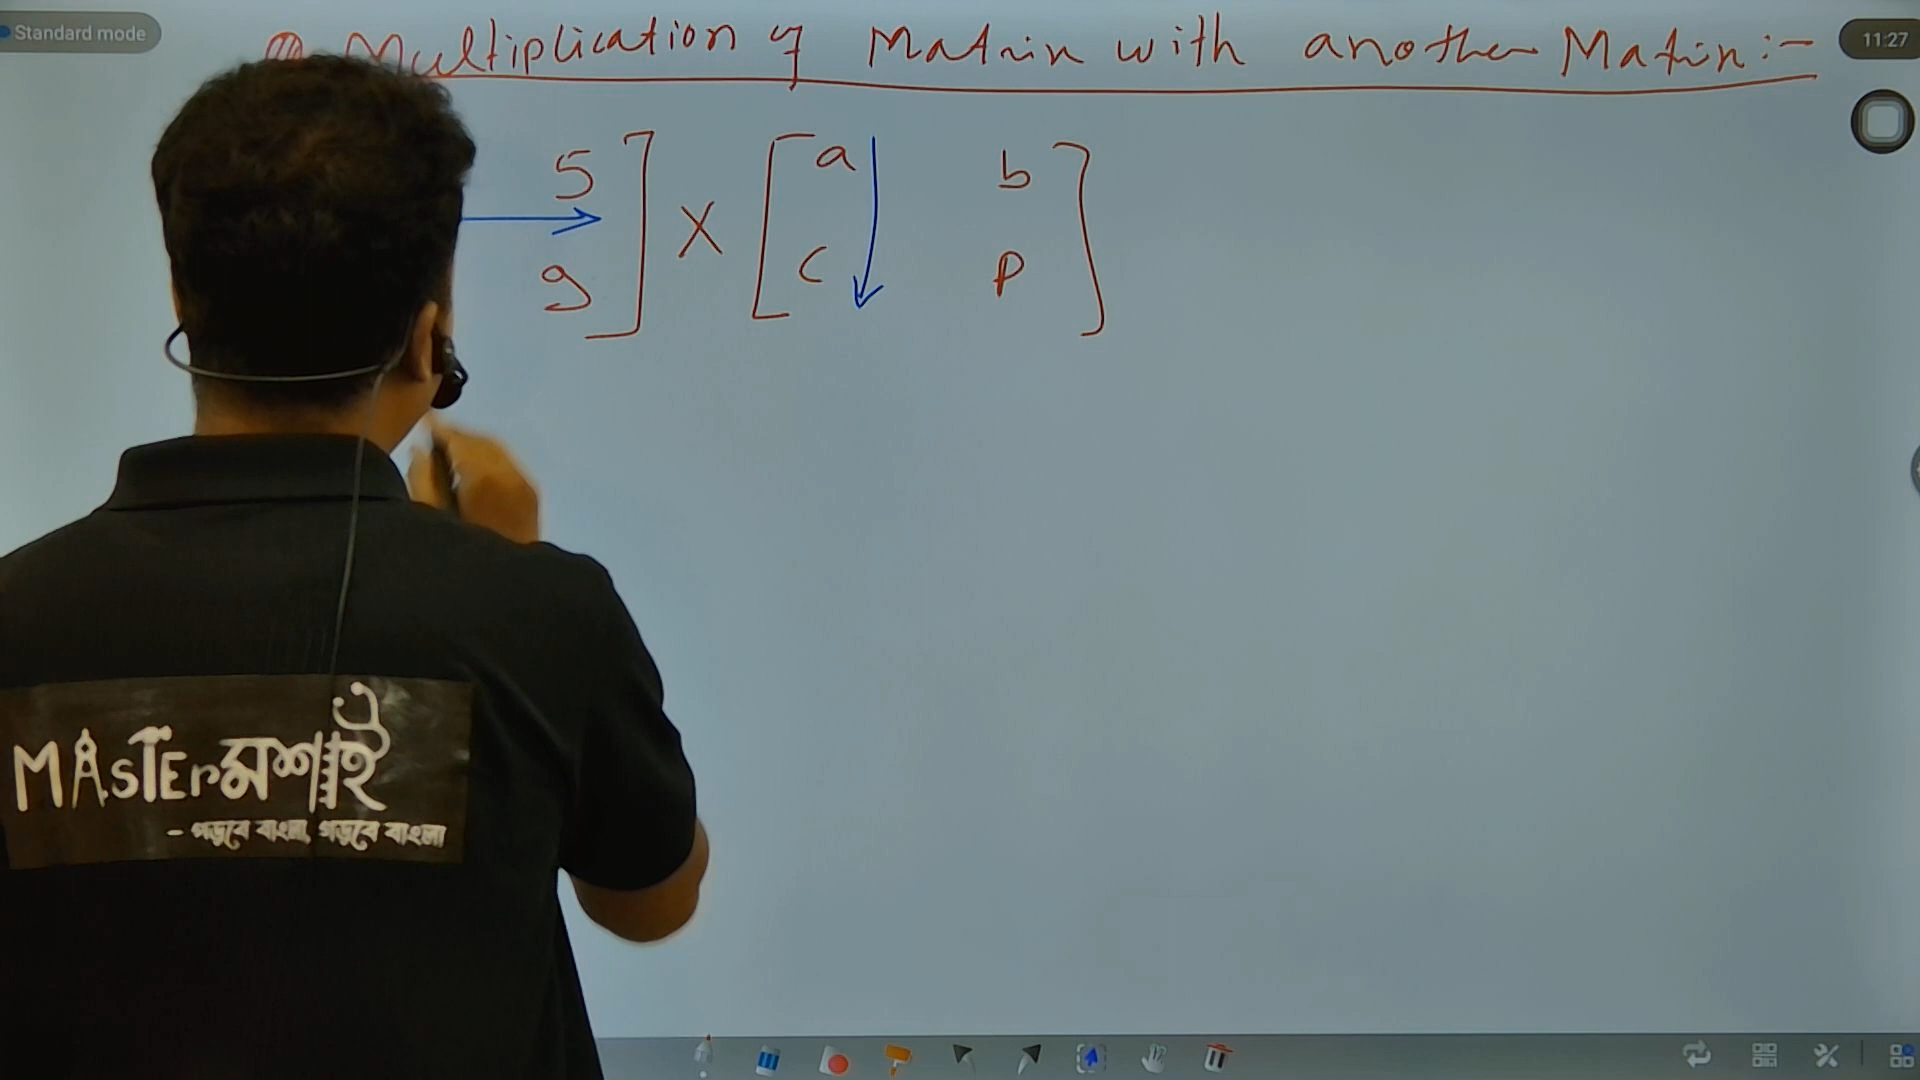 Standard mode
Multiplication of Matrix with another Matrix :-
11:27
5 ] × [ a b ]
9 ] [ c p ]
MAsTErমশাই
- পড়বে বাংলা, গড়বে বাংলা